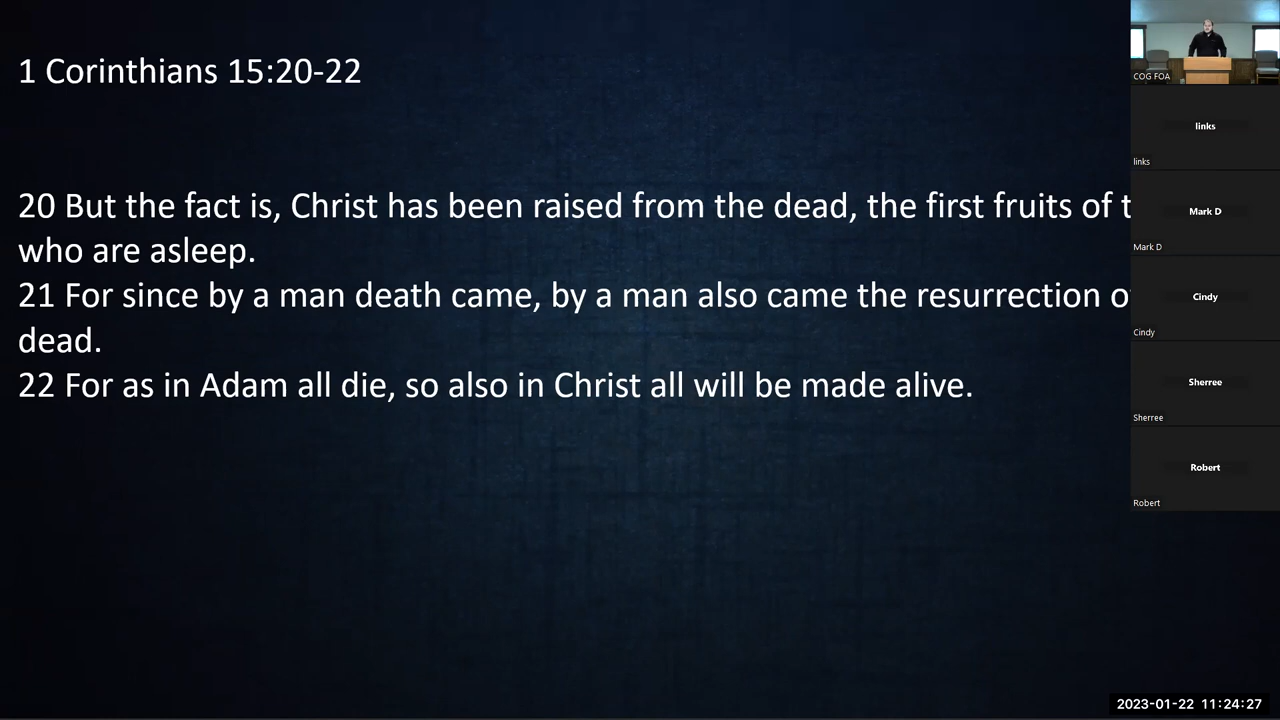 1 Corinthians 15:20-22
20 But the fact is, Christ has been raised from the dead, the first fruits of
who are asleep.
21 For since by a man death came, by a man also came the resurrection
dead.
22 For as in Adam all die, so also in Christ all will be made alive.
COG FOA
links
links
Mark D
Mark D
Cindy
Cindy
Sherree
Sherree
Robert
Robert
2023-01-22 11:24:27